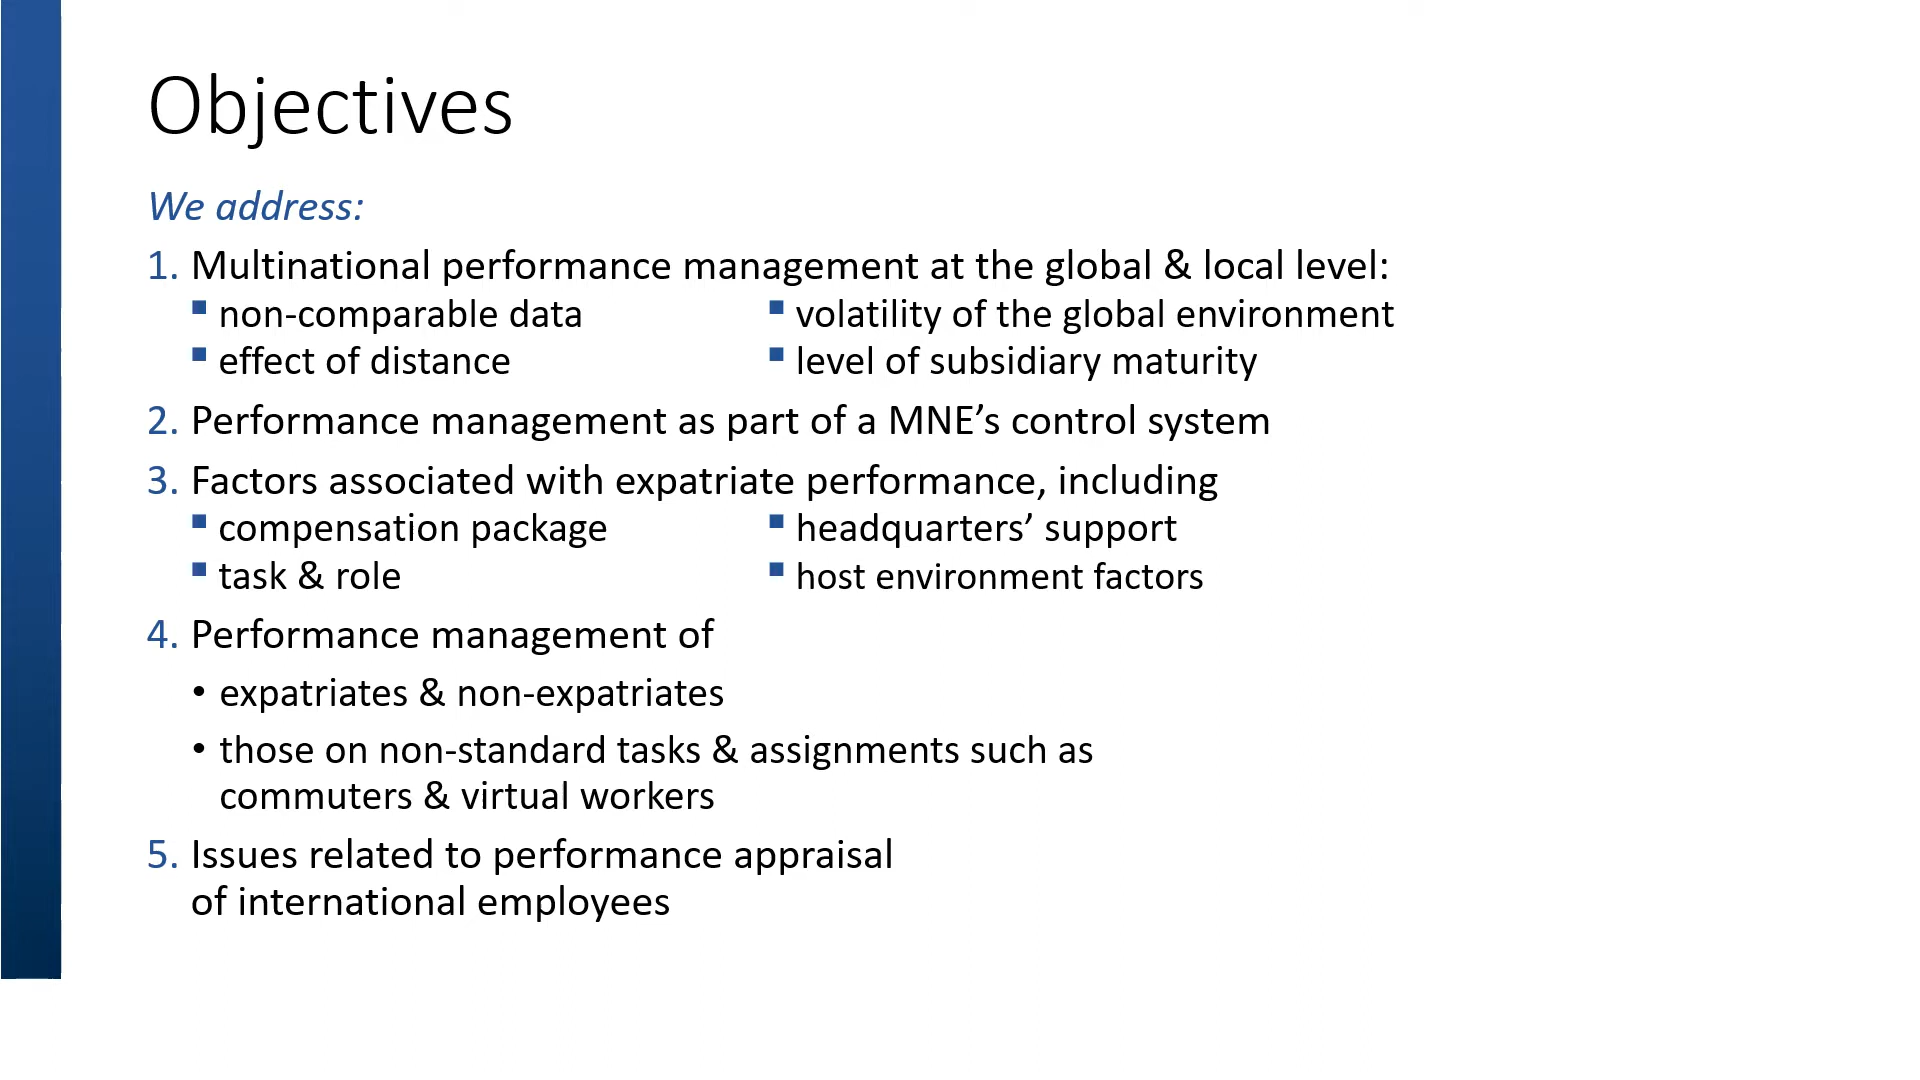 Objectives
We address:
1. Multinational performance management at the global & local level:
▪ non-comparable data ▪ volatility of the global environment
▪ effect of distance ▪ level of subsidiary maturity
2. Performance management as part of a MNE’s control system
3. Factors associated with expatriate performance, including
▪ compensation package ▪ headquarters’ support
▪ task & role ▪ host environment factors
4. Performance management of
• expatriates & non-expatriates
• those on non-standard tasks & assignments such as
commuters & virtual workers
5. Issues related to performance appraisal
of international employees